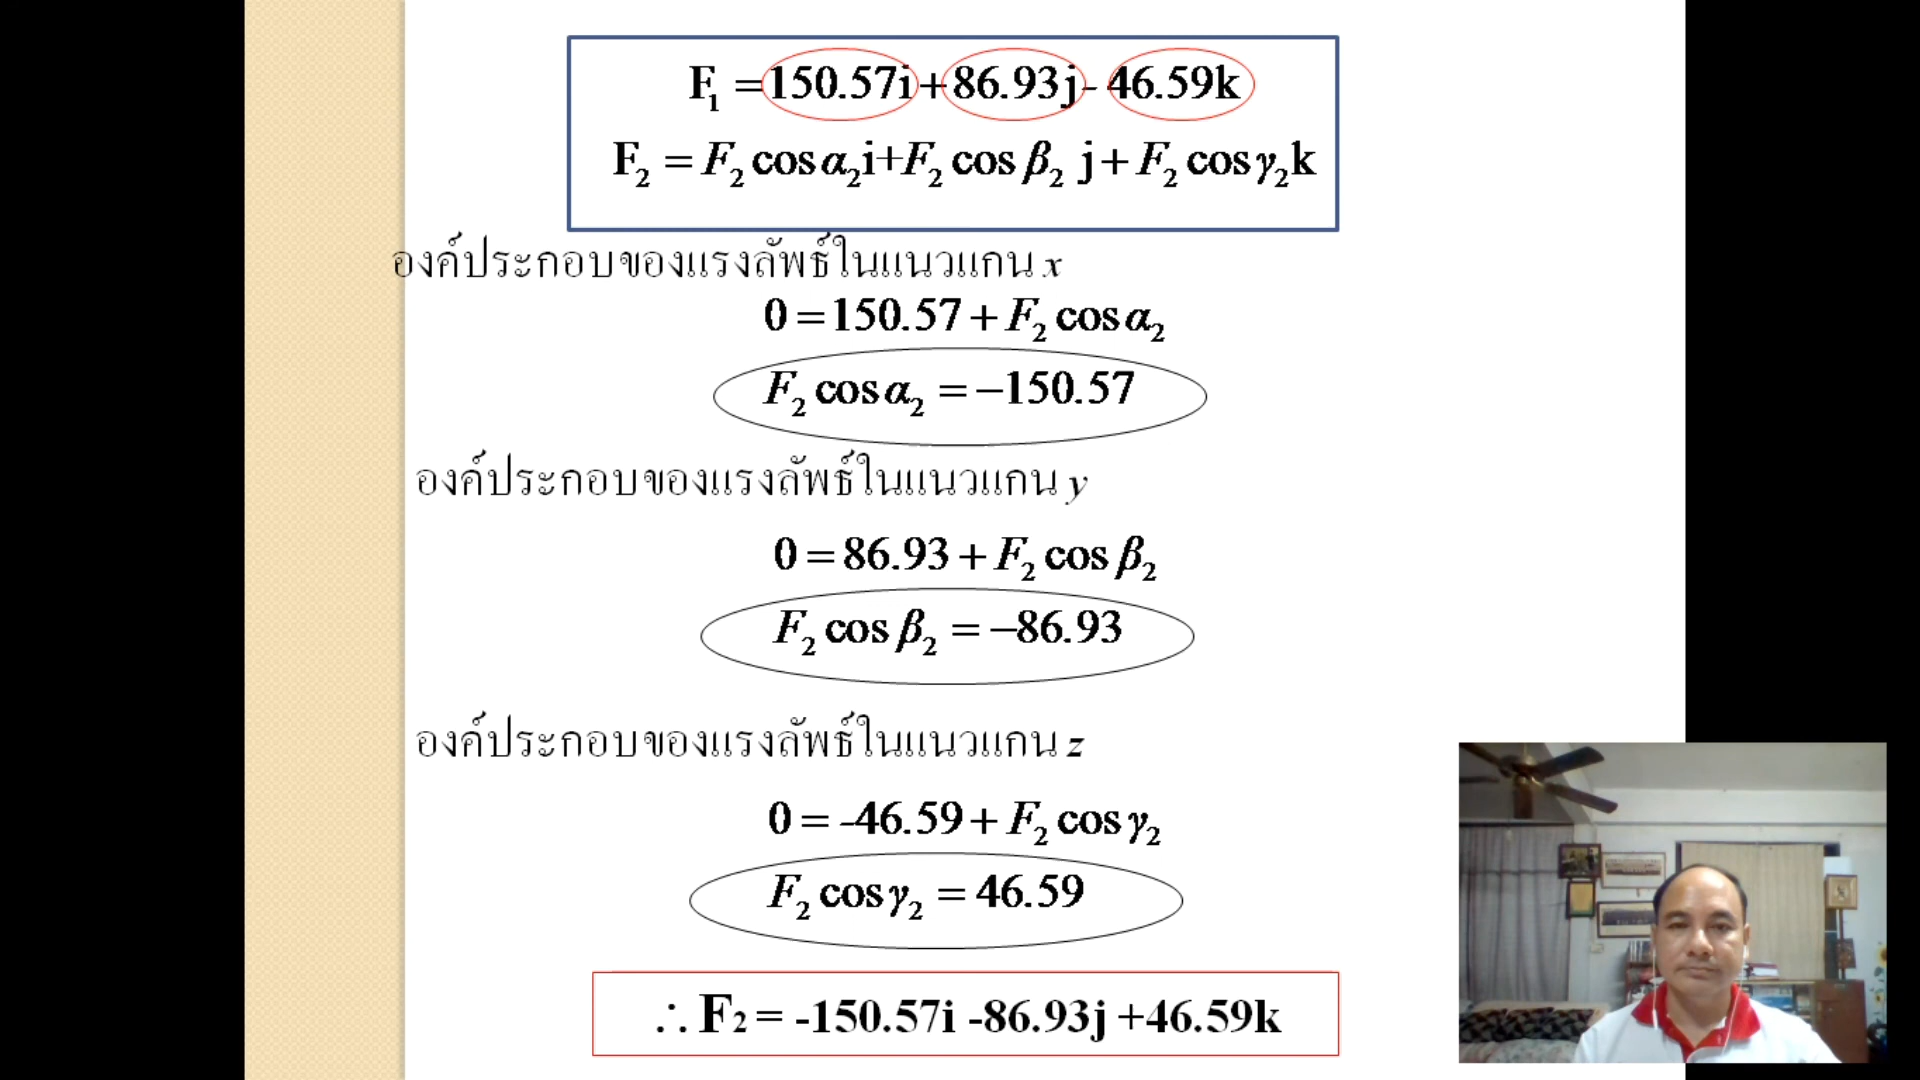 F₁ =150.57i+86.93j- 46.59k
F₂ = F₂ cos α₂i+F₂ cos β₂ j+ F₂ cos γ₂k
องค์ประกอบของแรงลัพธ์ในแนวแกน x
0 = 150.57 + F₂ cos α₂
F₂ cos α₂ = −150.57
องค์ประกอบของแรงลัพธ์ในแนวแกน y
0 = 86.93 + F₂ cos β₂
F₂ cos β₂ = −86.93
องค์ประกอบของแรงลัพธ์ในแนวแกน z
0 = -46.59 + F₂ cos γ₂
F₂ cos γ₂ = 46.59
∴ F₂ = -150.57i -86.93j +46.59k